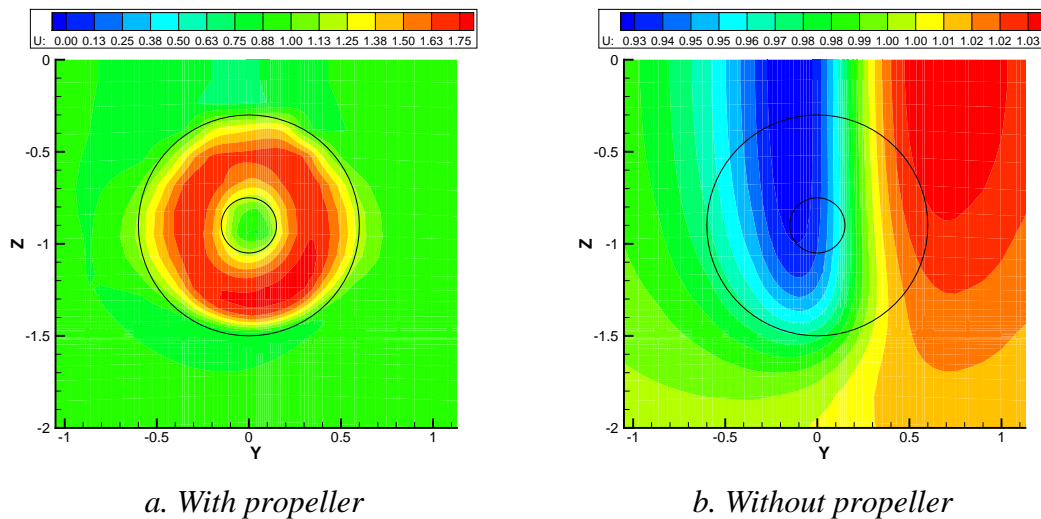 U: 0.00 0.13 0.25 0.38 0.50 0.63 0.75 0.88 1.00 1.13 1.25 1.38 1.50 1.63 1.75
0
-0.5
Z
-1
-1.5
-2
-1 -0.5 0 0.5 1
Y
a. With propeller
U: 0.93 0.94 0.95 0.95 0.96 0.97 0.98 0.98 0.99 1.00 1.00 1.01 1.02 1.02 1.03
0
-0.5
Z
-1
-1.5
-2
-1 -0.5 0 0.5 1
Y
b. Without propeller